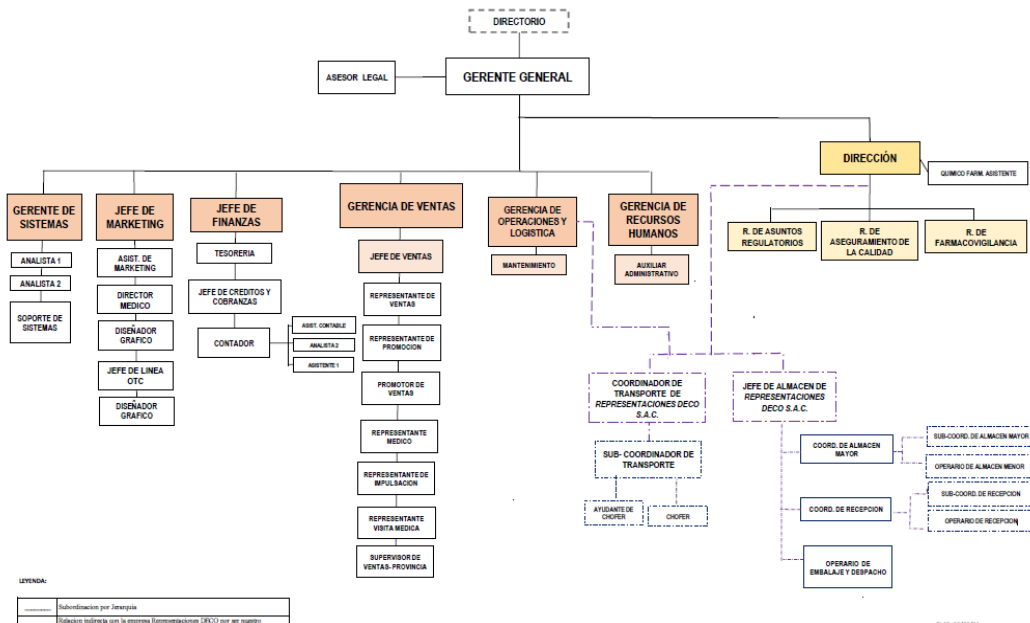 DIRECTORIO
ASESOR LEGAL
GERENTE GENERAL
DIRECCIÓN
QUIMICO FARM. ASISTENTE
GERENTE DE
SISTEMAS
ANALISTA 1
ANALISTA 2
SOPORTE DE
SISTEMAS
JEFE DE
MARKETING
ASIST. DE
MARKETING
DIRECTOR
MEDICO
DISEÑADOR
GRAFICO
JEFE DE LINEA
OTC
DISEÑADOR
GRAFICO
JEFE DE
FINANZAS
TESORERIA
JEFE DE CREDITOS Y
COBRANZAS
CONTADOR
ASIST. CONTABLE
ANALISTA 2
ASISTENTE 1
GERENCIA DE VENTAS
JEFE DE VENTAS
REPRESENTANTE DE
VENTAS
REPRESENTANTE DE
PROMOCION
PROMOTOR DE
VENTAS
REPRESENTANTE
MEDICO
REPRESENTANTE DE
IMPULSACION
REPRESENTANTE
VISITA MEDICA
SUPERVISOR DE
VENTAS- PROVINCIA
GERENCIA DE
OPERACIONES Y
LOGISTICA
MANTENIMIENTO
GERENCIA DE
RECURSOS
HUMANOS
AUXILIAR
ADMINISTRATIVO
R. DE ASUNTOS
REGULATORIOS
R. DE
ASEGURAMIENTO DE
LA CALIDAD
R. DE
FARMACOVIGILANCIA
COORDINADOR DE
TRANSPORTE DE
REPRESENTACIONES DECO
S.A.C.
SUB- COORDINADOR DE
TRANSPORTE
AYUDANTE DE
CHOFER
CHOFER
JEFE DE ALMACEN DE
REPRESENTACIONES
DECO S.A.C.
COORD. DE ALMACEN
MAYOR
SUB-COORD. DE ALMACEN MAYOR
OPERARIO DE ALMACEN MENOR
COORD. DE RECEPCION
SUB-COORD. DE RECEPCION
OPERARIO DE RECEPCION
OPERARIO DE
EMBALAJE Y DESPACHO
LEYENDA:
Subordinacion por Jerarquia
Relacion indirecta con la empresa Representaciones DECO por ser nuestro